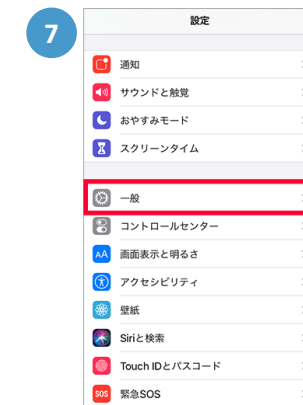 7
設定
通知
サウンドと触覚
おやすみモード
スクリーンタイム
一般
コントロールセンター
AA 画面表示と明るさ
アクセシビリティ
壁紙
Siriと検索
Touch IDとパスコード
SOS 緊急SOS